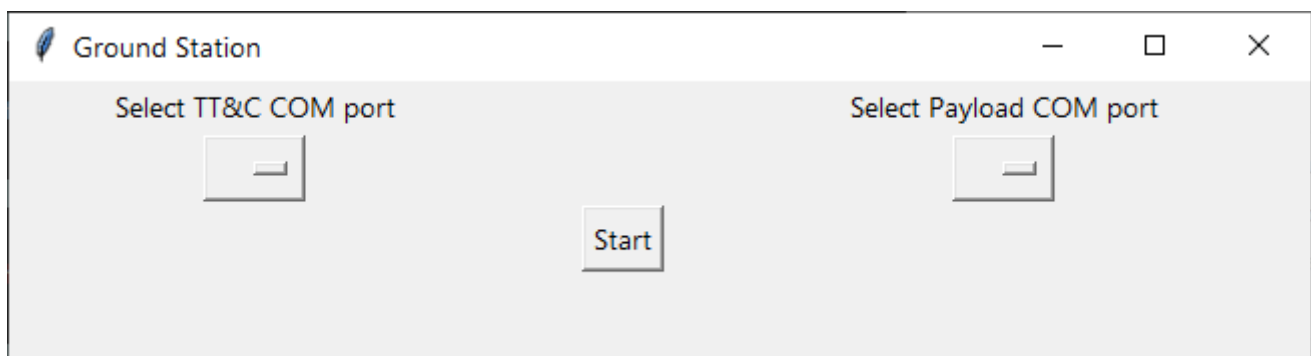 Ground Station
Select TT&C COM port
Select Payload COM port
Start